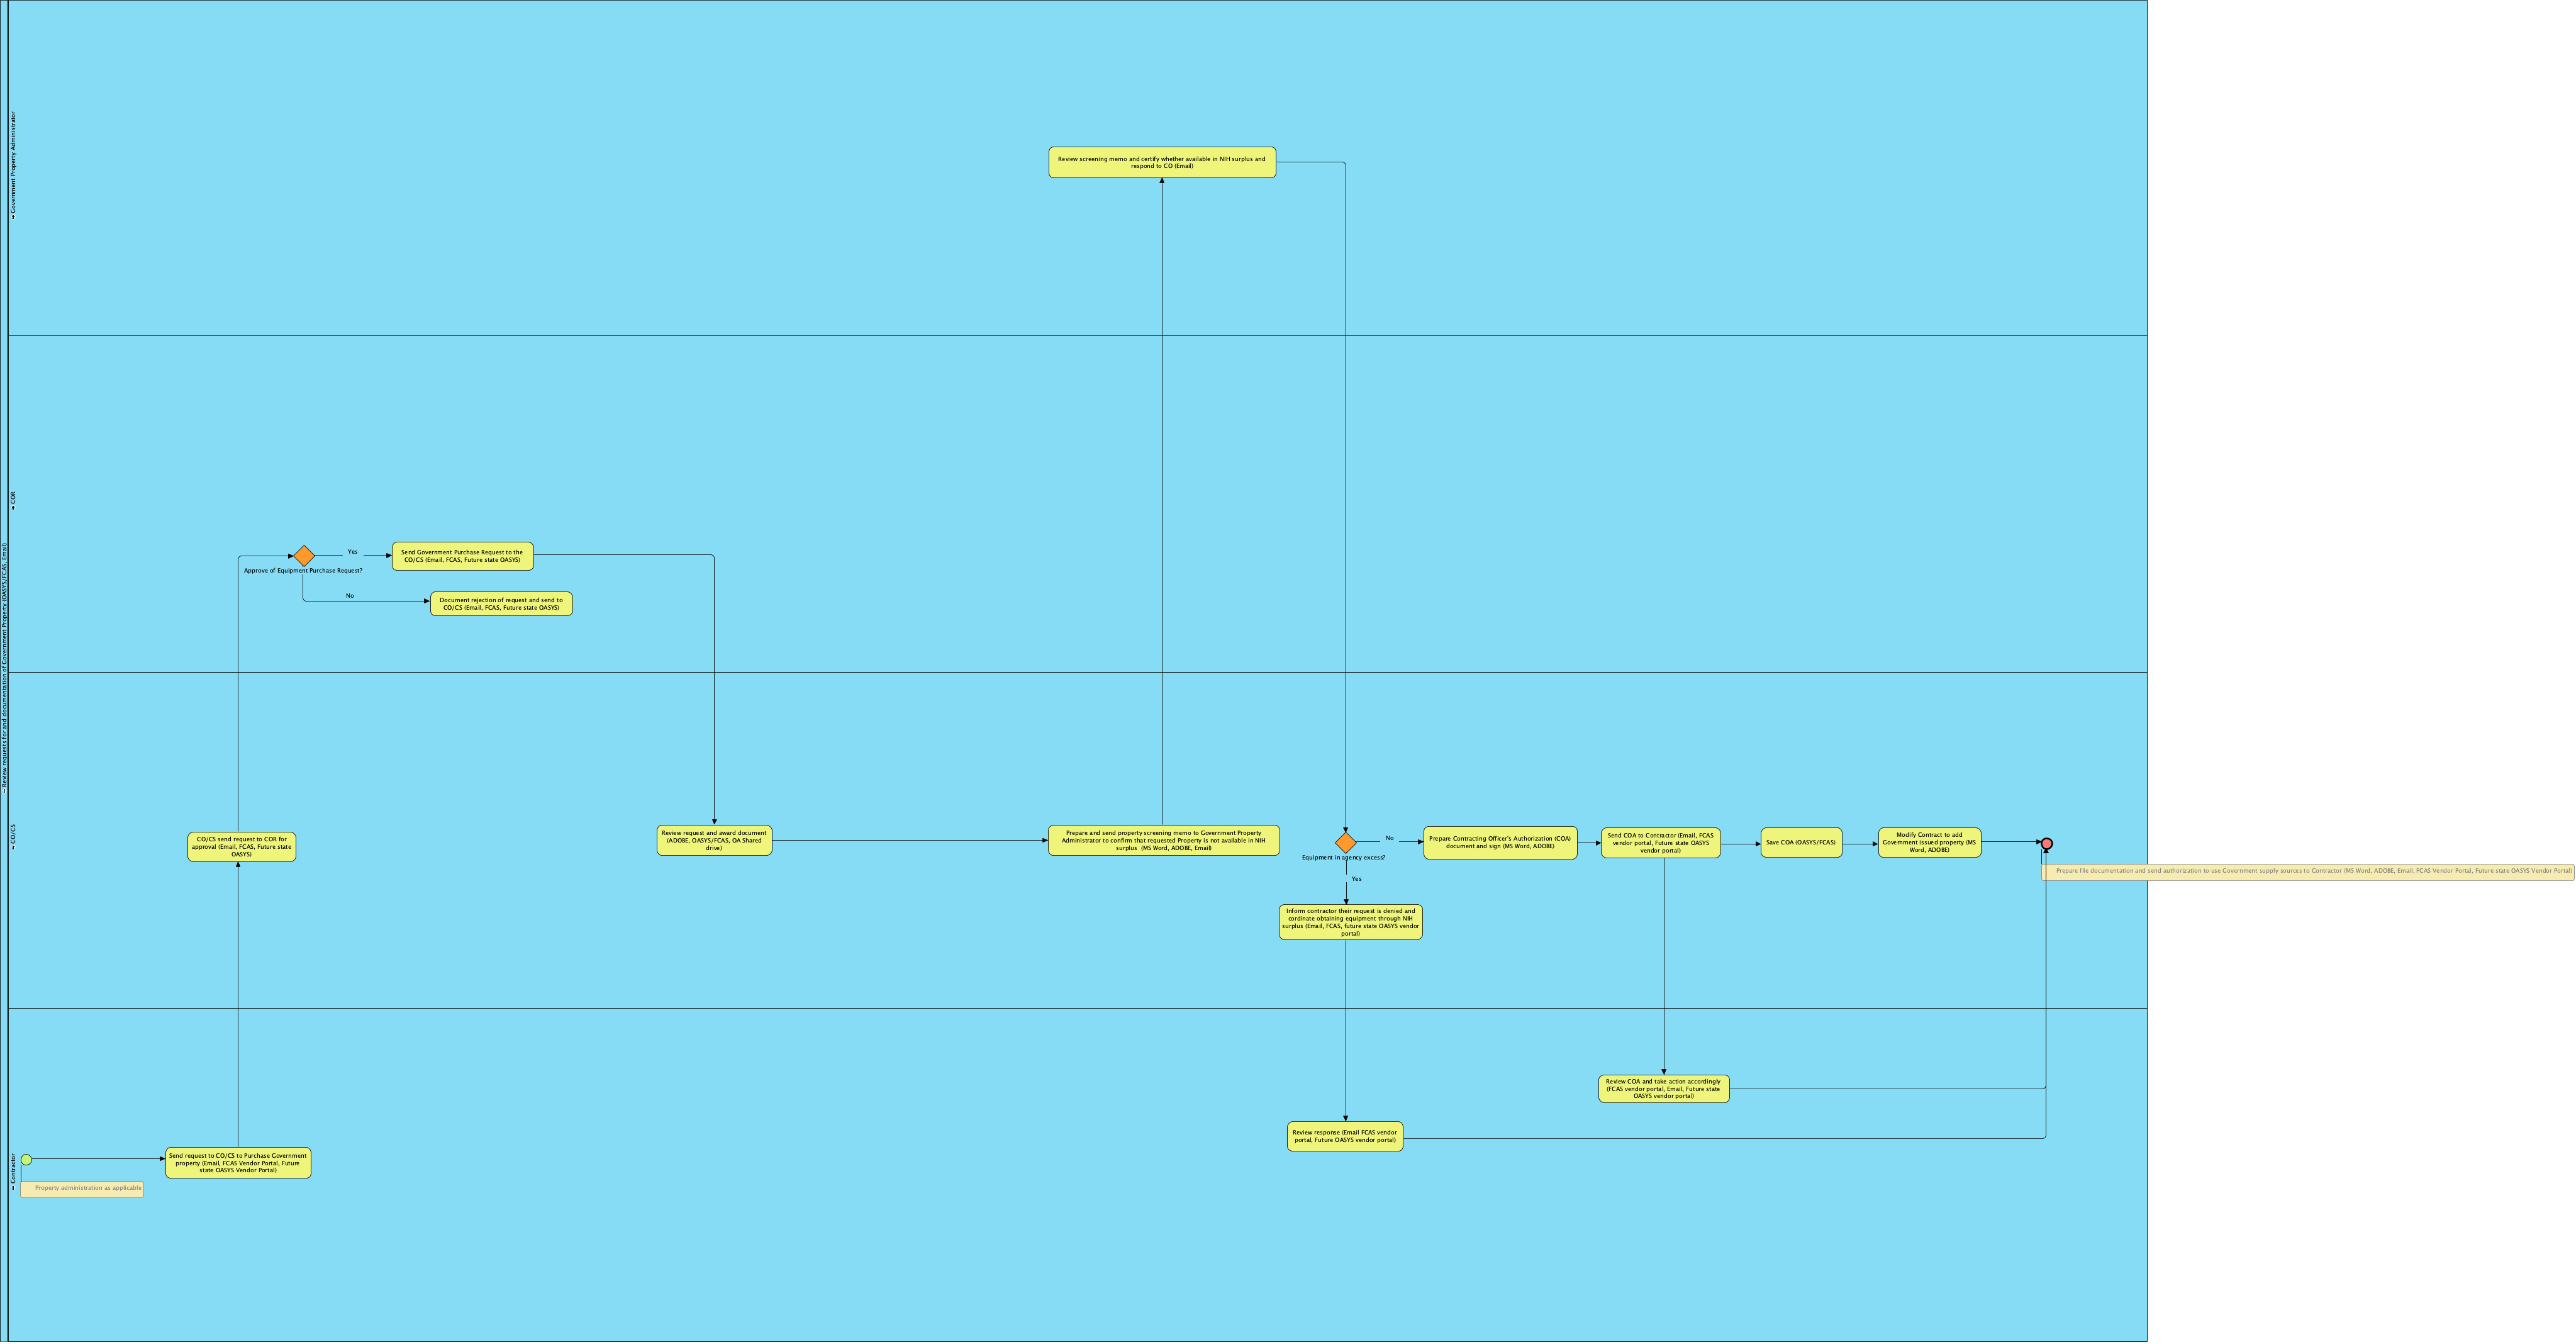 Review requests for and documentation of Government Property (OASYS/FCAS, Email)
Government Property Administrator
Review screening memo and certify whether available in NIH surplus and
respond to CO (Email)
COR
Approve of Equipment Purchase Request?
Yes
Send Government Purchase Request to the
CO/CS (Email, FCAS, Future state OASYS)
No
Document rejection of request and send to
CO/CS (Email, FCAS, Future state OASYS)
CO/CS
CO/CS send request to COR for
approval (Email, FCAS, Future state
OASYS)
Review request and award document
(ADOBE, OASYS/FCAS, OA Shared
drive)
Prepare and send property screening memo to Government Property
Administrator to confirm that requested Property is not available in NIH
surplus (MS Word, ADOBE, Email)
Equipment in agency excess?
No
Prepare Contracting Officer's Authorization (COA)
document and sign (MS Word, ADOBE)
Send COA to Contractor (Email, FCAS
vendor portal, Future state OASYS
vendor portal)
Save COA (OASYS/FCAS)
Modify Contract to add
Government issued property (MS
Word, ADOBE)
Prepare file documentation and send authorization to use Government supply sources to Contractor (MS Word, ADOBE, Email, FCAS Vendor Portal, Future state OASYS Vendor Portal)
Yes
Inform contractor their request is denied and
cordinate obtaining equipment through NIH
surplus (Email, FCAS, future state OASYS vendor
portal)
Contractor
Review COA and take action accordingly
(FCAS vendor portal, Email, Future state
OASYS vendor portal)
Review response (Email FCAS vendor
portal, Future OASYS vendor portal)
Send request to CO/CS to Purchase Government
property (Email, FCAS Vendor Portal, Future
state OASYS Vendor Portal)
Property administration as applicable